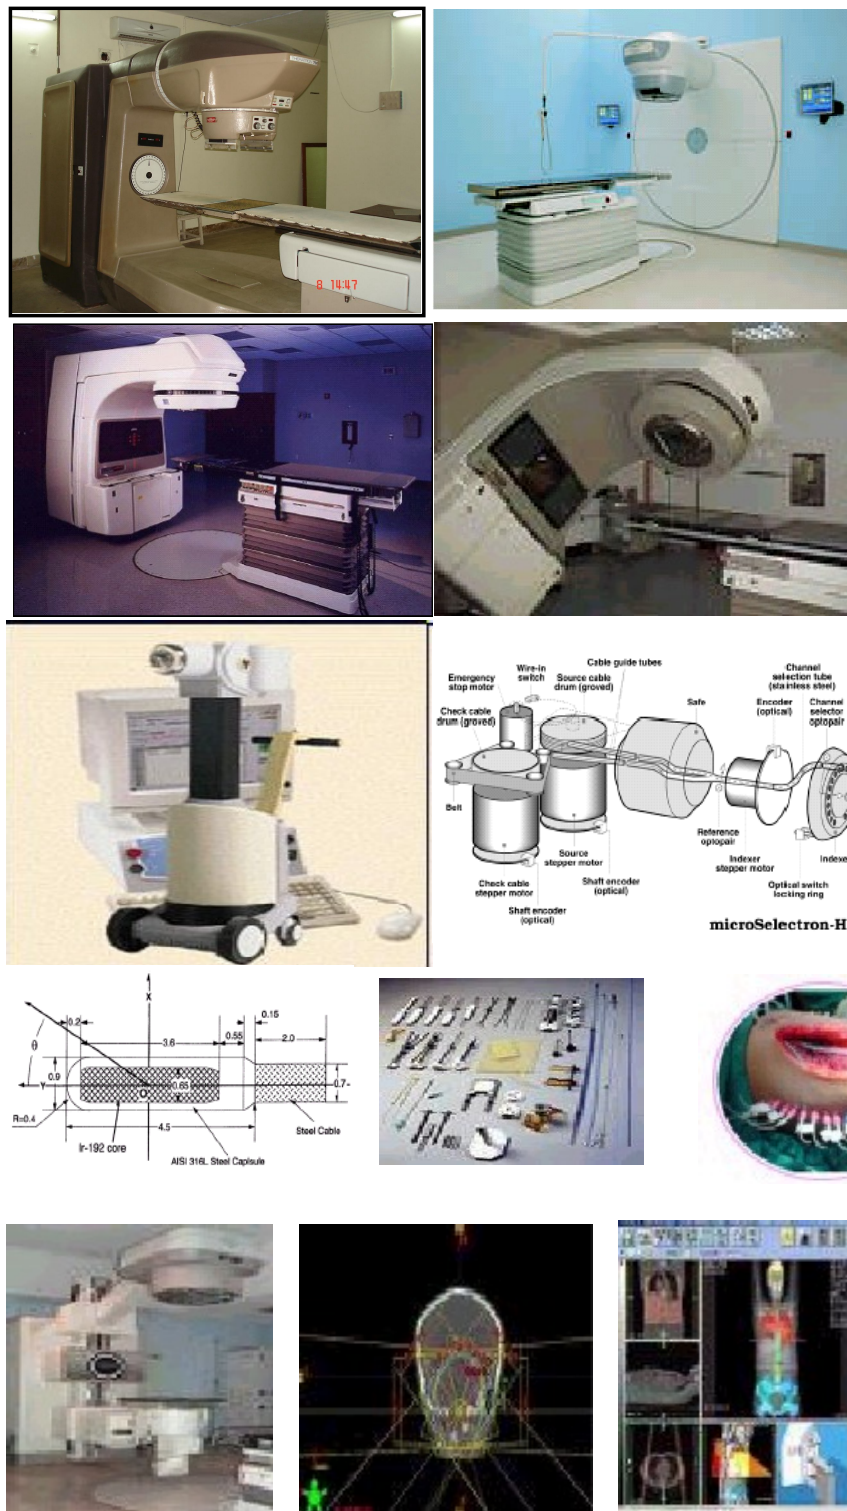 8 14:47
Cable guide tubes
Wire-in
switch
Source cable
drum (groved)
Emergency
stop motor
Channel
selection tube
(stainless steel)
Check cable
drum (groved)
Safe
Encoder
(optical)
Channel
selector
optopair
Belt
Reference
optopair
Source
stepper motor
Indexer
stepper motor
Indexe
Check cable
stepper motor
Shaft encoder
(optical)
Optical switch
locking ring
Shaft encoder
(optical)
microSelectron-H
X
0.2
0.15
3.6
0.55
2.0
θ
Y
0.9
0.65
0.7
O
R=0.4
4.5
Steel Cable
Ir-192 core
AISI 316L Steel Caplsule